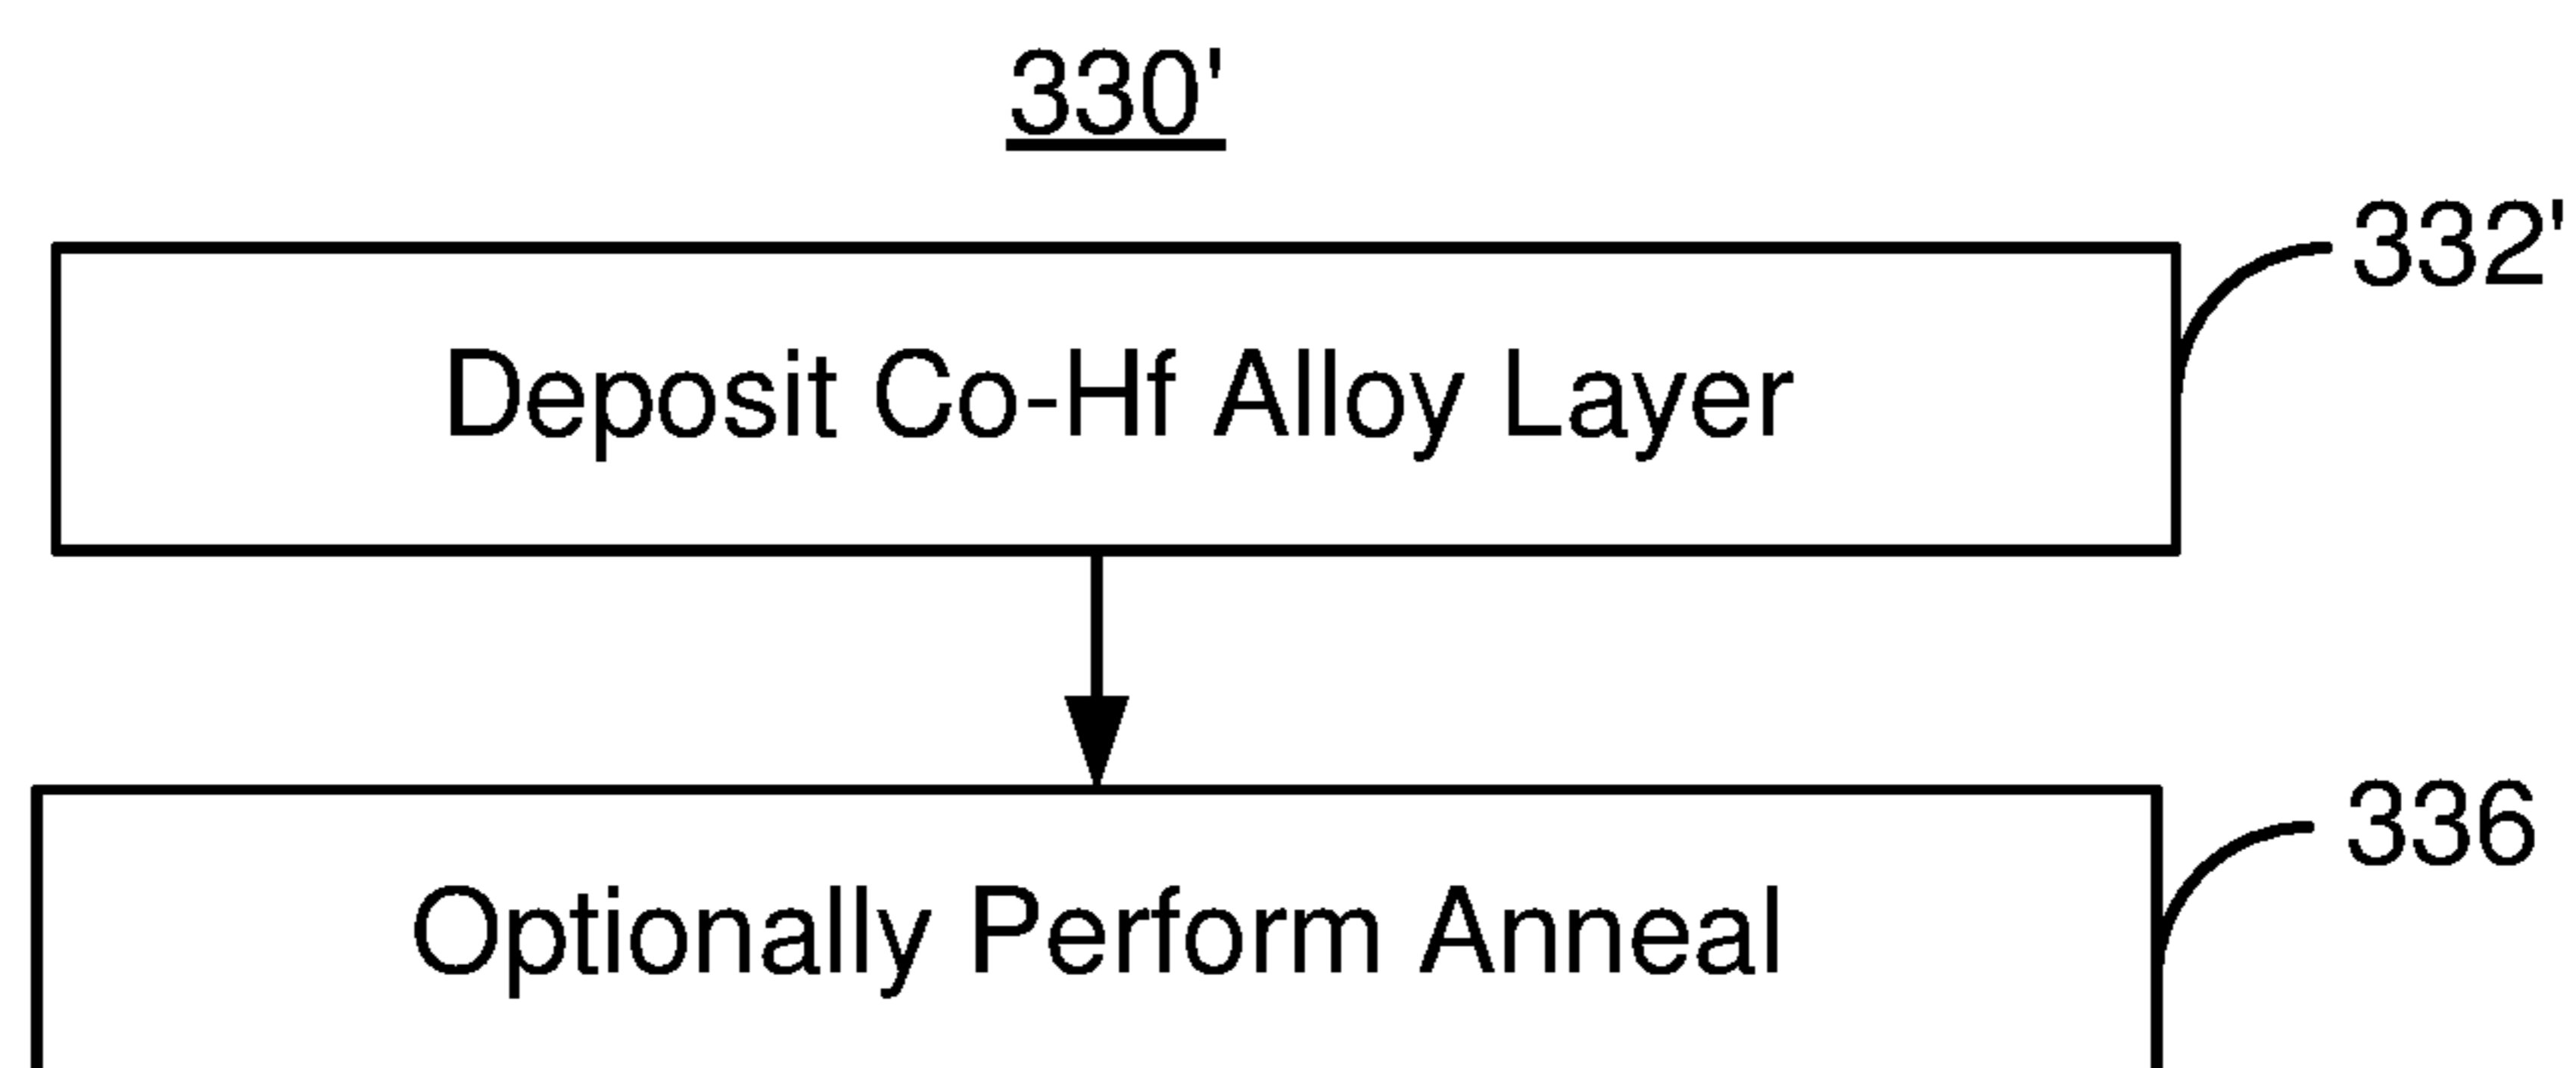 330'
332'
Deposit Co-Hf Alloy Layer
336
Optionally Perform Anneal